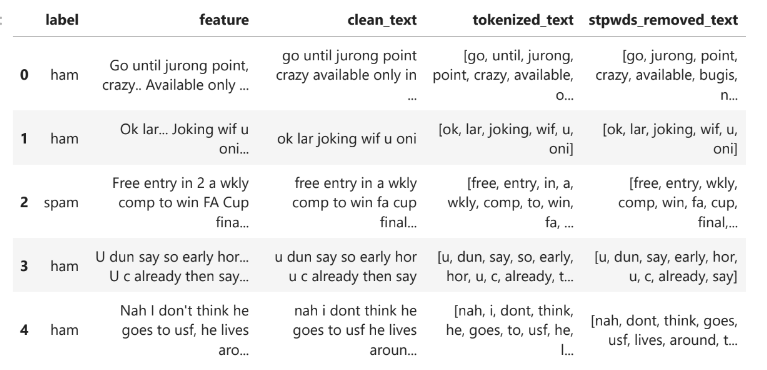 label feature clean_text tokenized_text stpwds_removed_text
0
ham
Go until jurong point,
crazy.. Available only ...
go until jurong point
crazy available only in
...
[go, until, jurong,
point, crazy, available,
o...
[go, jurong, point,
crazy, available, bugis,
n...
1
ham
Ok lar... Joking wif u
oni...
ok lar joking wif u oni
[ok, lar, joking, wif, u,
oni]
[ok, lar, joking, wif, u,
oni]
2
spam
Free entry in 2 a wkly
comp to win FA Cup
fina...
free entry in a wkly
comp to win fa cup
final...
[free, entry, in, a,
wkly, comp, to, win,
fa, ...
[free, entry, wkly,
comp, win, fa, cup,
final,...
3
ham
U dun say so early hor...
U c already then say...
u dun say so early hor
u c already then say
[u, dun, say, so, early,
hor, u, c, already, t...
[u, dun, say, early, hor,
u, c, already, say]
4
ham
Nah I don't think he
goes to usf, he lives
aro...
nah i dont think he
goes to usf he lives
aroun...
[nah, i, dont, think,
he, goes, to, usf, he,
l...
[nah, dont, think, goes,
usf, lives, around, t...